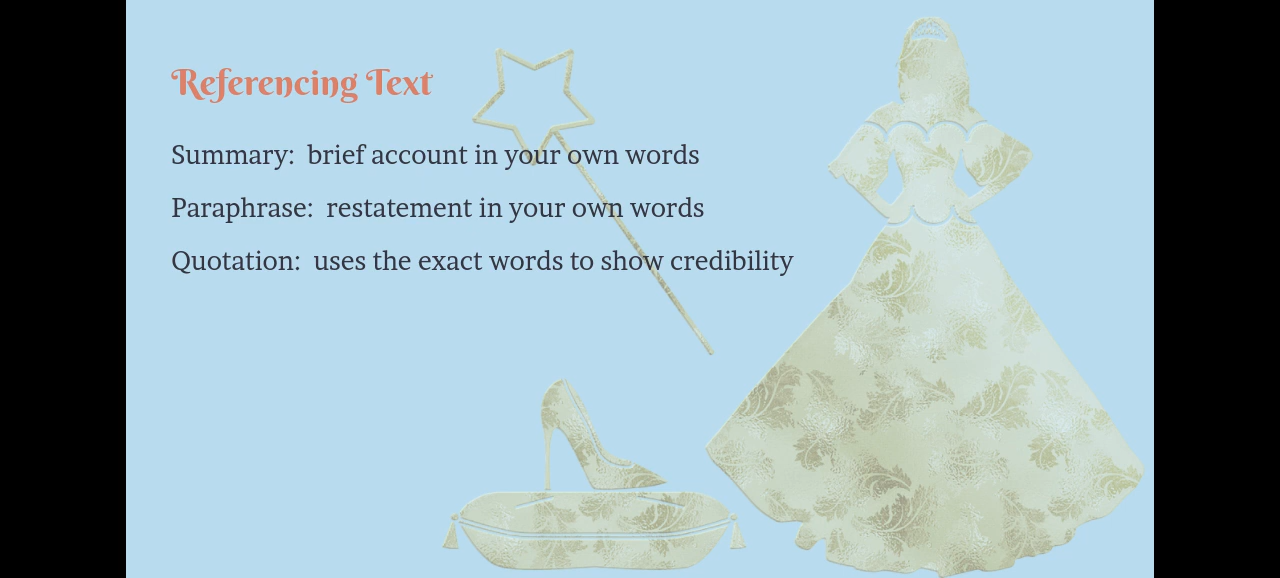 Referencing Text
Summary:  brief account in your own words
Paraphrase:  restatement in your own words
Quotation:  uses the exact words to show credibility